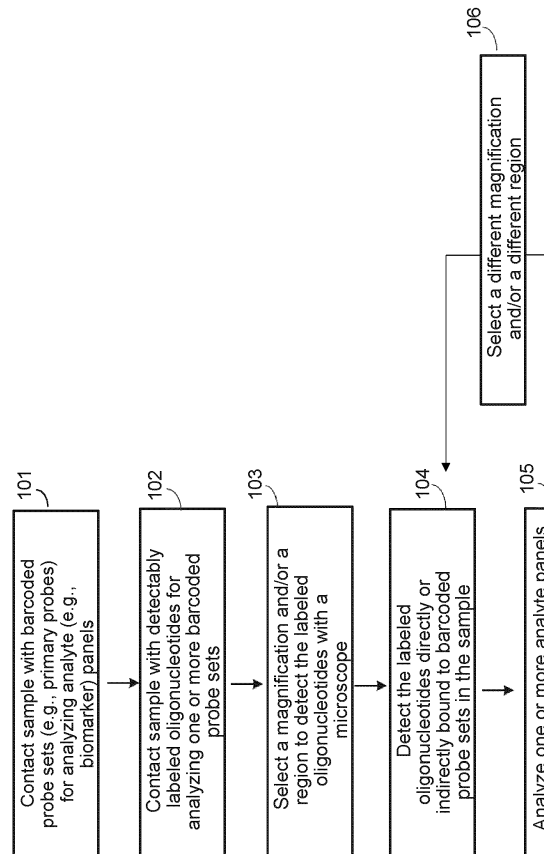 101
Contact sample with barcoded
probe sets (e.g., primary probes)
for analyzing analyte (e.g.,
biomarker) panels
102
Contact sample with detectably
labeled oligonucleotides for
analyzing one or more barcoded
probe sets
103
Select a magnification and/or a
region to detect the labeled
oligonucleotides with a
microscope
104
Detect the labeled
oligonucleotides directly or
indirectly bound to barcoded
probe sets in the sample
105
Analyze one or more analyte panels
106
Select a different magnification
and/or a different region